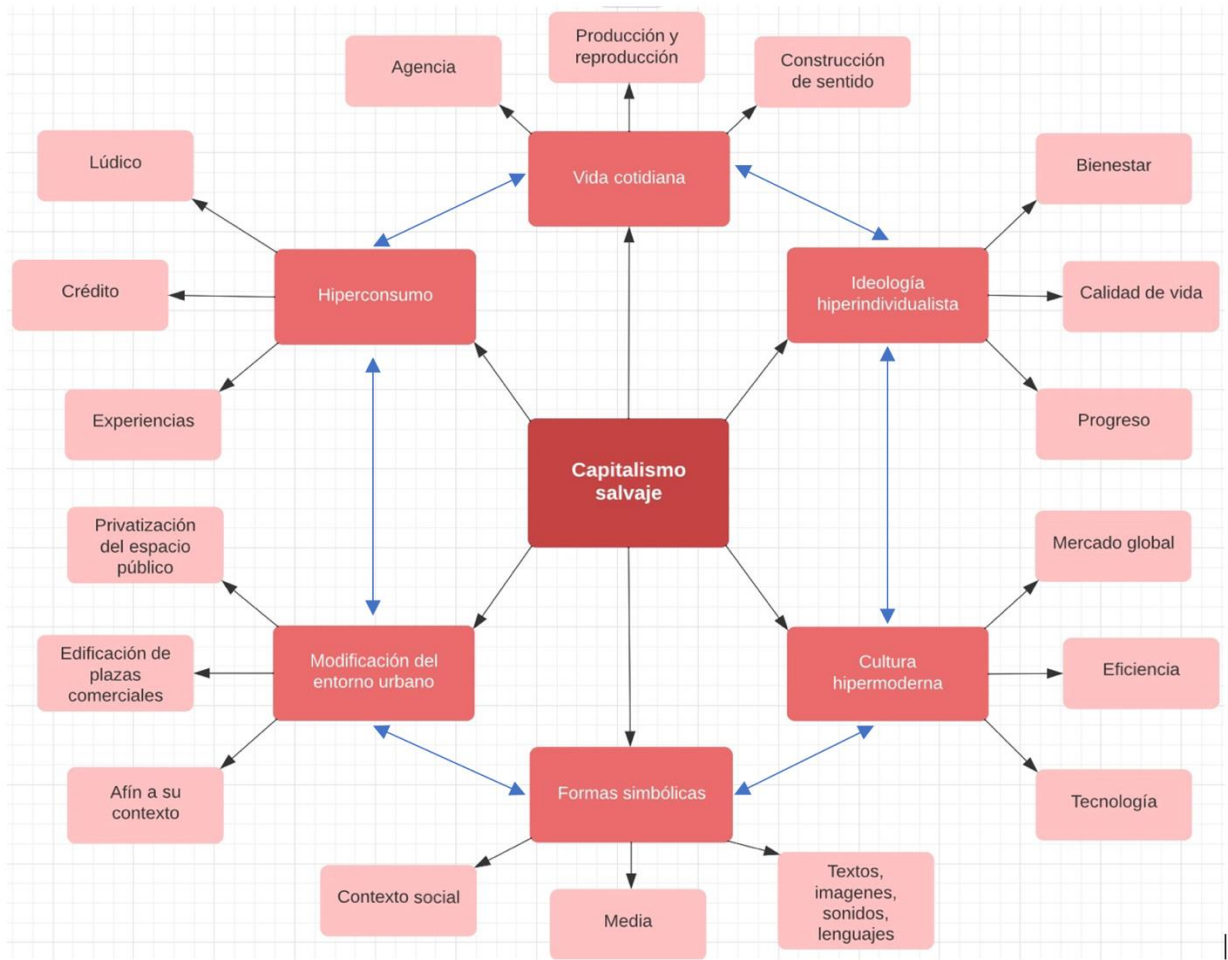 Producción y
reproducción
Agencia
Construcción
de sentido
Lúdico
Vida cotidiana
Bienestar
Crédito
Hiperconsumo
Ideología
hiperindividualista
Calidad de vida
Experiencias
Progreso
Capitalismo
salvaje
Privatización
del espacio
público
Mercado global
Edificación de
plazas
comerciales
Modificación del
entorno urbano
Cultura
hipermoderna
Eficiencia
Afín a su
contexto
Formas simbólicas
Tecnología
Contexto social
Media
Textos,
imagenes,
sonidos,
lenguajes